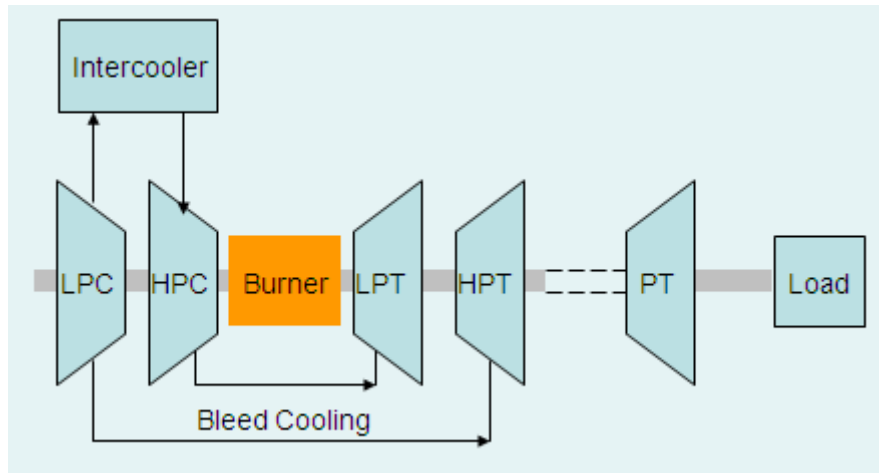 Intercooler
LPC
HPC
Burner
LPT
HPT
PT
Load
Bleed Cooling